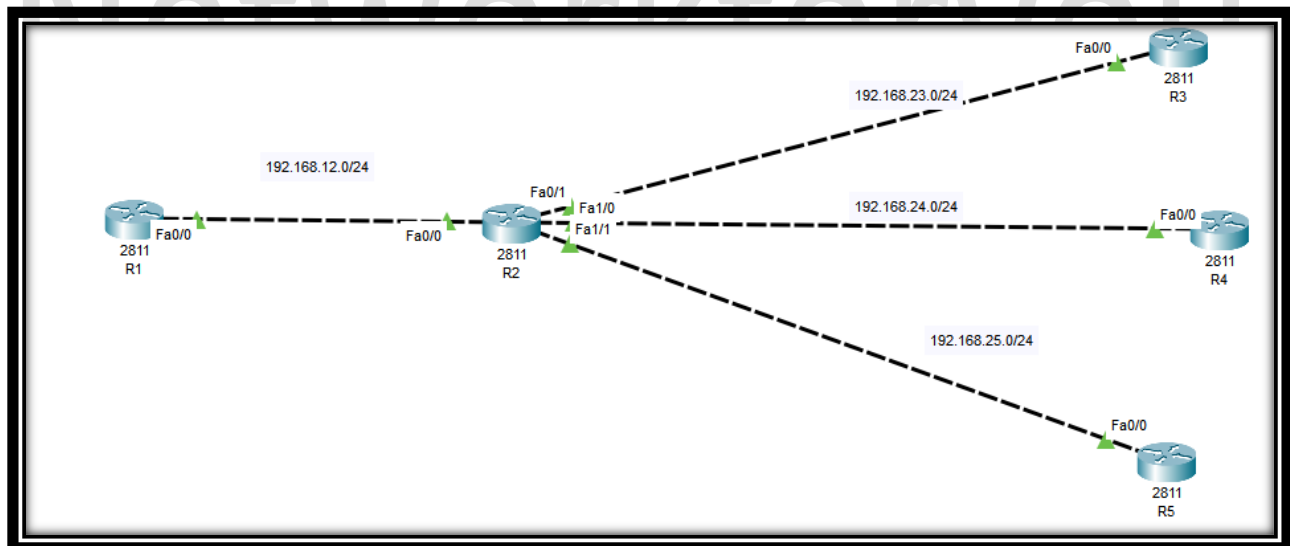 Networkforyou
Fa0/0
2811
R3
192.168.23.0/24
192.168.12.0/24
Fa0/1
Fa1/0
192.168.24.0/24
Fa0/0
Fa0/0
Fa0/0
Fa1/1
2811
R1
2811
R2
2811
R4
192.168.25.0/24
Fa0/0
2811
R5